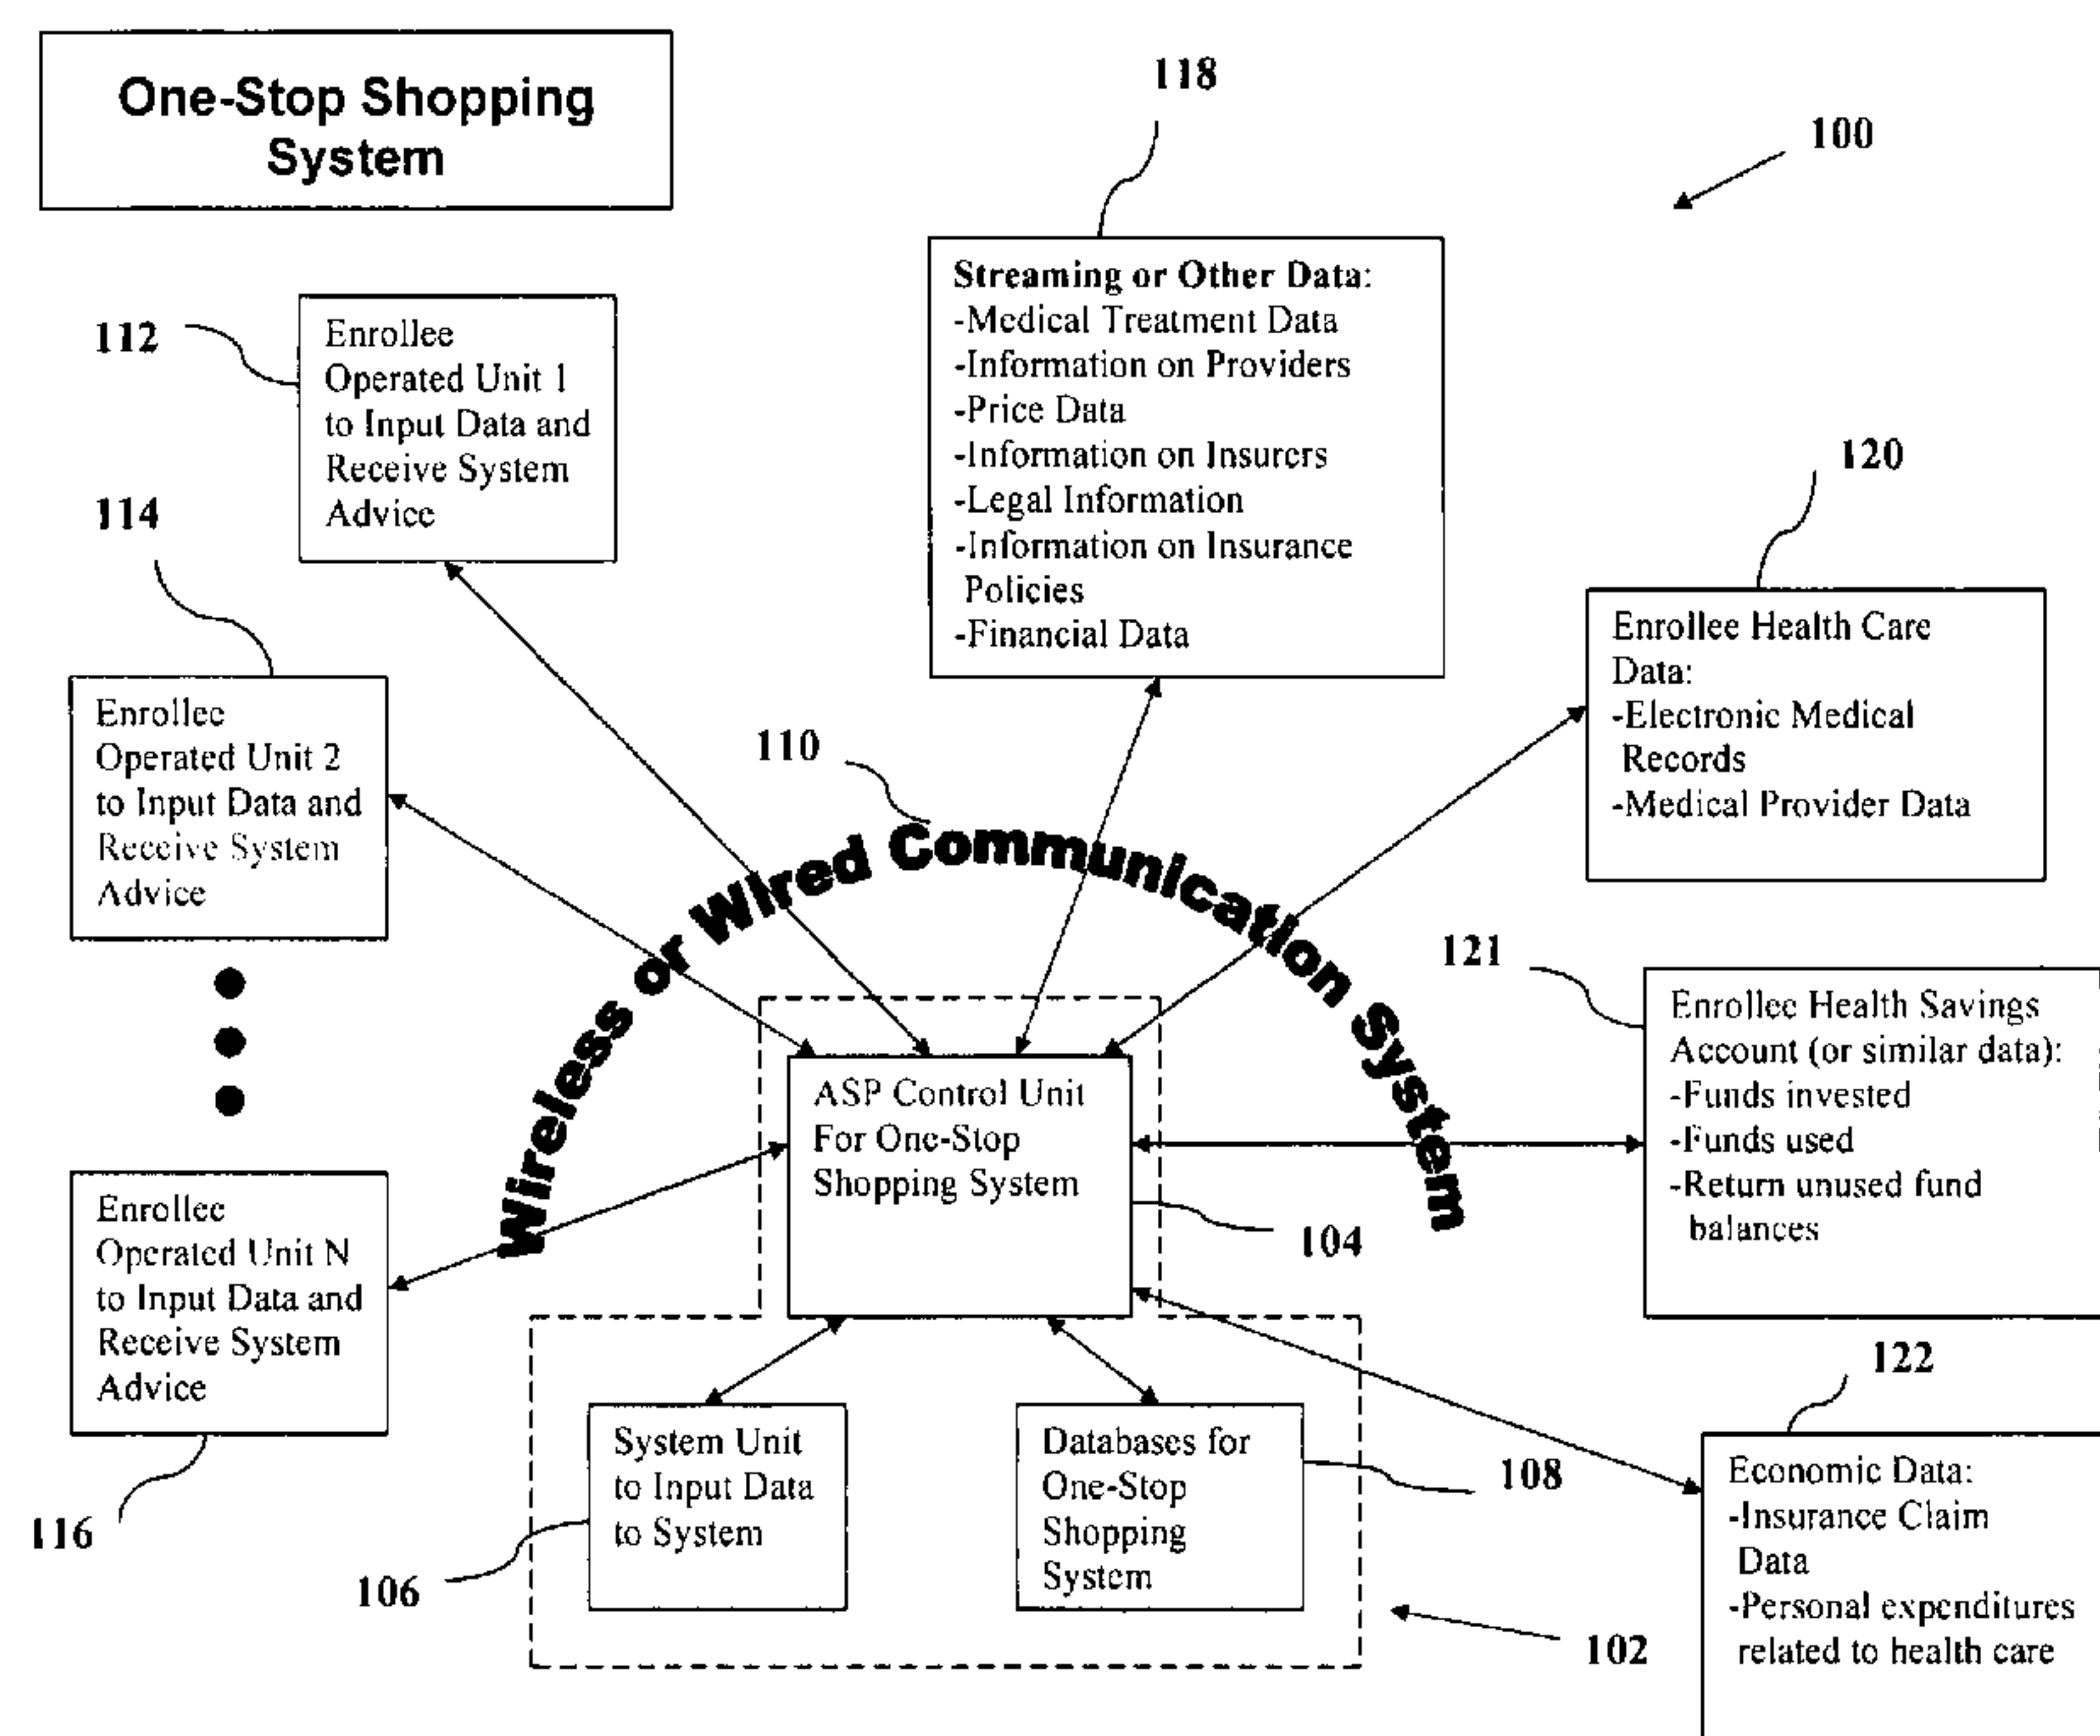 One-Stop Shopping
System
118
100
112
Enrollee
Operated Unit 1
to Input Data and
Receive System
Advice
Streaming or Other Data:
-Medical Treatment Data
-Information on Providers
-Price Data
-Information on Insurers
-Legal Information
-Information on Insurance
Policies
-Financial Data
120
Enrollee Health Care
Data:
-Electronic Medical
Records
-Medical Provider Data
114
Enrollee
Operated Unit 2
to Input Data and
Receive System
Advice
110
Wireless or Wired Communication System
121
Enrollee Health Savings
Account (or similar data):
-Funds invested
-Funds used
-Return unused fund
balances
ASP Control Unit
For One-Stop
Shopping System
104
Enrollee
Operated Unit N
to Input Data and
Receive System
Advice
116
System Unit
to Input Data
to System
106
Databases for
One-Stop
Shopping
System
108
102
122
Economic Data:
-Insurance Claim
Data
-Personal expenditures
related to health care